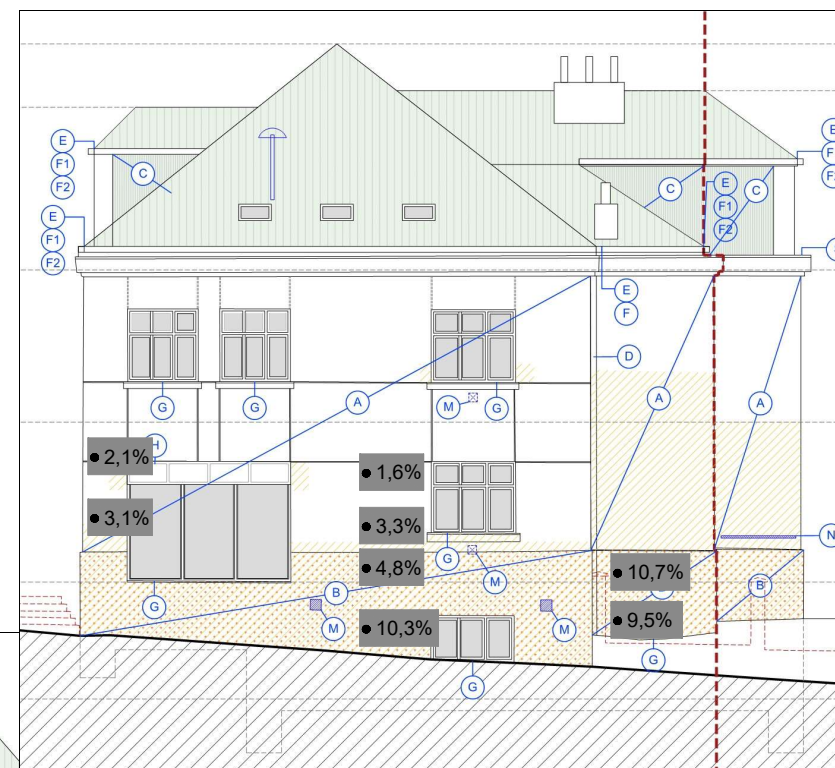 E
F1
F2
C
E
F1
F2
C
E
F1
F2
C
E
F
D
G
G
M
G
A
A
A
H
• 2,1%
• 1,6%
• 3,1%
• 3,3%
N
G
• 4,8%
M
• 10,7%
B
B
G
• 10,3%
M
M
• 9,5%
G
G